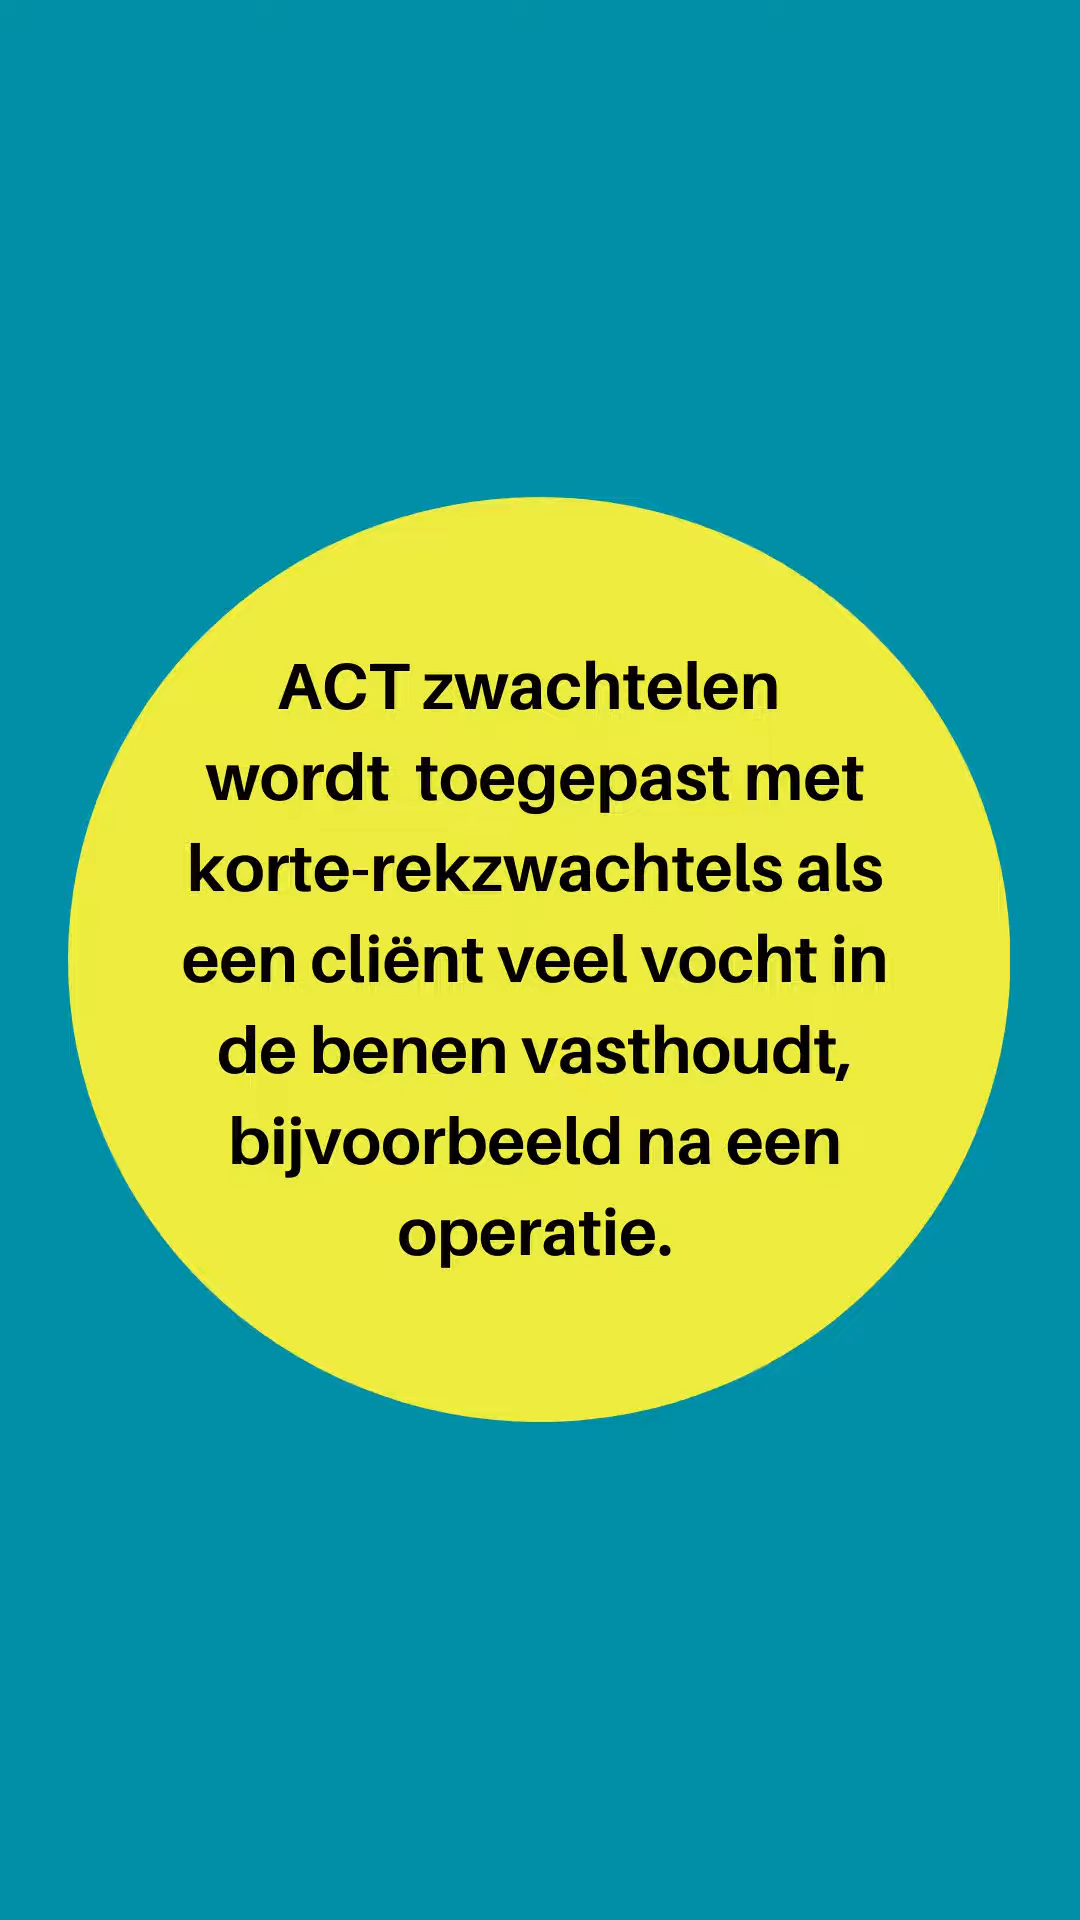 ACT zwachtelen
wordt  toegepast met
korte-rekzwachtels als
een cliënt veel vocht in
de benen vasthoudt,
bijvoorbeeld na een
operatie.